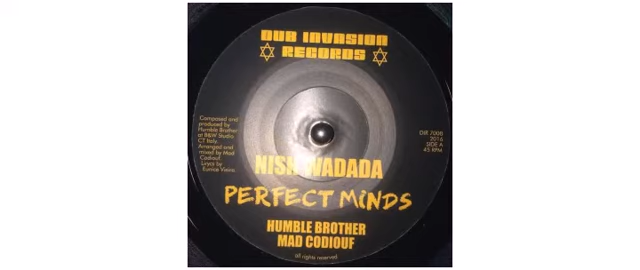 DUB INVASION
RECORDS
Composed and
produced by
Humble Brother
at B&W Studio
CT Italy.
Arranged and
mixed by Mad
Codiouf.
Lyrics by
Eunice Vieira
DIR 7008
2016
SIDE A
45 RPM
WADADA
PERFECT MINDS
HUMBLE BROTHER
MAD CODIOUF
all rights reserved